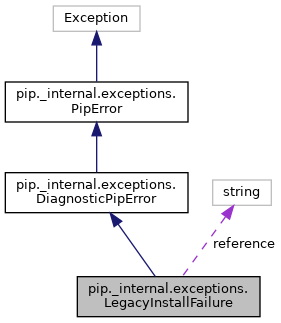 Exception
pip._internal.exceptions.
PipError
pip._internal.exceptions.
DiagnosticPipError
string
reference
pip._internal.exceptions.
LegacyInstallFailure